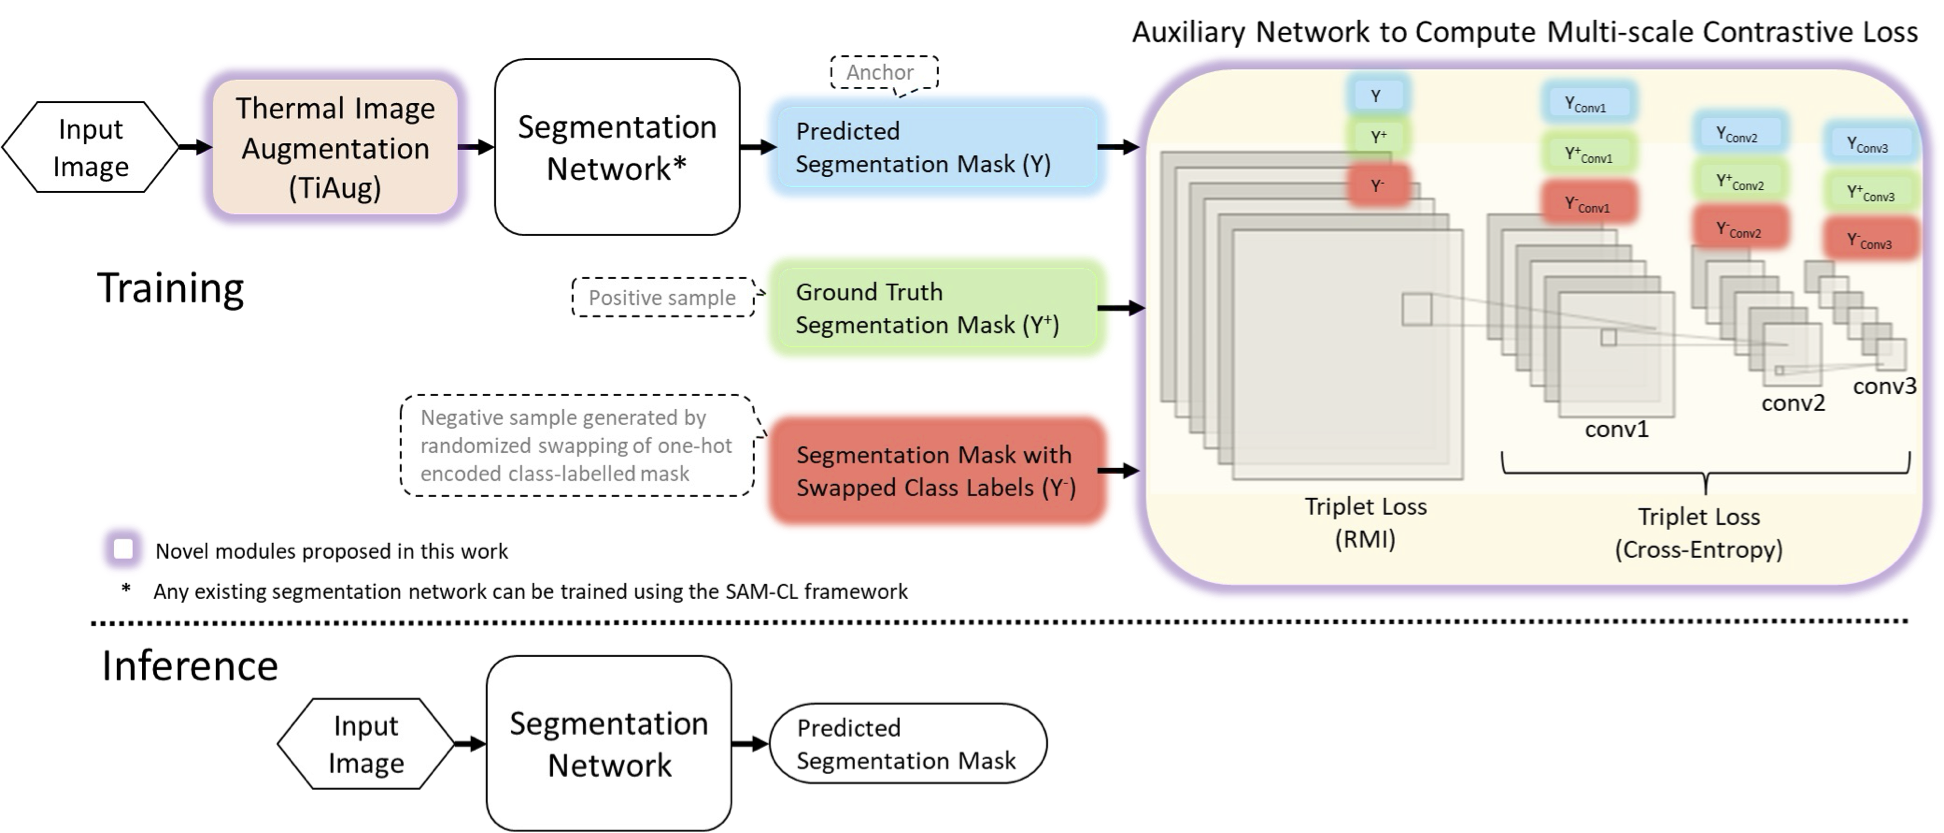 Auxiliary Network to Compute Multi-scale Contrastive Loss
Input
Image
Thermal Image
Augmentation
(TiAug)
Segmentation
Network*
Anchor
Predicted
Segmentation Mask (Y)
Training
Positive sample
Ground Truth
Segmentation Mask (Y⁺)
Negative sample generated by
randomized swapping of one-hot
encoded class-labelled mask
Segmentation Mask with
Swapped Class Labels (Y⁻)
Y
Y⁺
Y⁻
Y Conv1
Y⁺ Conv1
Y⁻ Conv1
Y Conv2
Y⁺ Conv2
Y⁻ Conv2
Y Conv3
Y⁺ Conv3
Y⁻ Conv3
conv1
conv2
conv3
Triplet Loss
(RMI)
Triplet Loss
(Cross-Entropy)
Novel modules proposed in this work
* Any existing segmentation network can be trained using the SAM-CL framework
Inference
Input
Image
Segmentation
Network
Predicted
Segmentation Mask